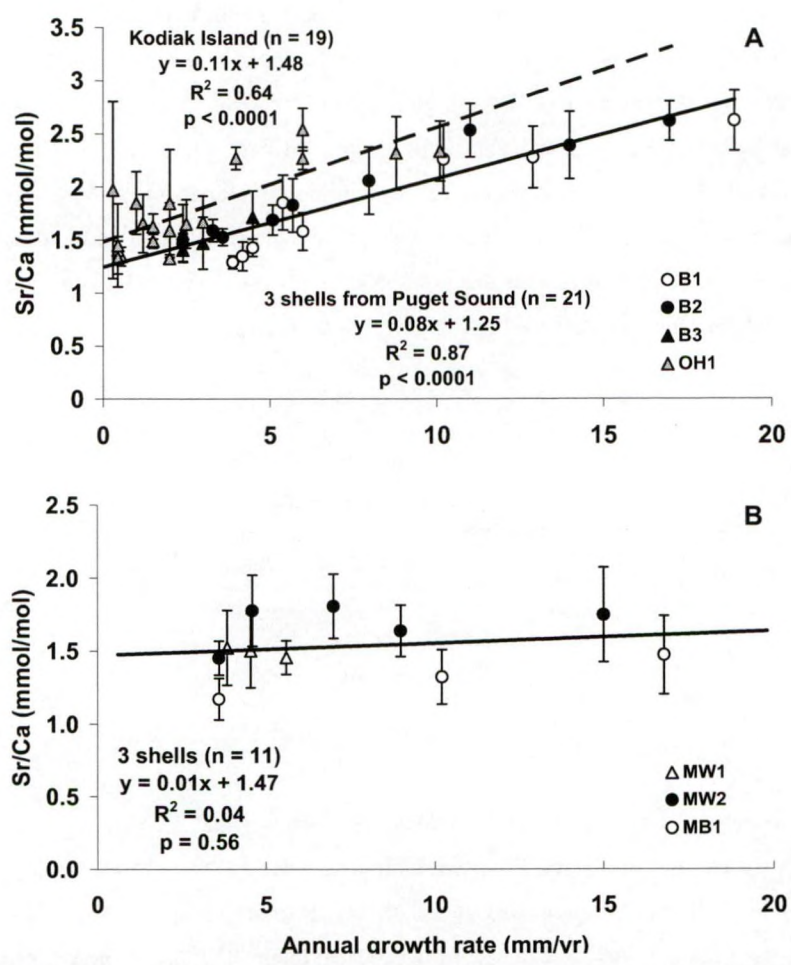 3.5
A
Kodiak Island (n = 19)
y = 0.11x + 1.48
R² = 0.64
p < 0.0001
3
2.5
2
1.5
1
0.5
0
Sr/Ca (mmol/mol)
3 shells from Puget Sound (n = 21)
y = 0.08x + 1.25
R² = 0.87
p < 0.0001
B1
B2
B3
OH1
0 5 10 15 20
2.5
B
2.0
1.5
1.0
0.5
0.0
Sr/Ca (mmol/mol)
3 shells (n = 11)
y = 0.01x + 1.47
R² = 0.04
p = 0.56
MW1
MW2
MB1
0 5 10 15 20
Annual growth rate (mm/yr)